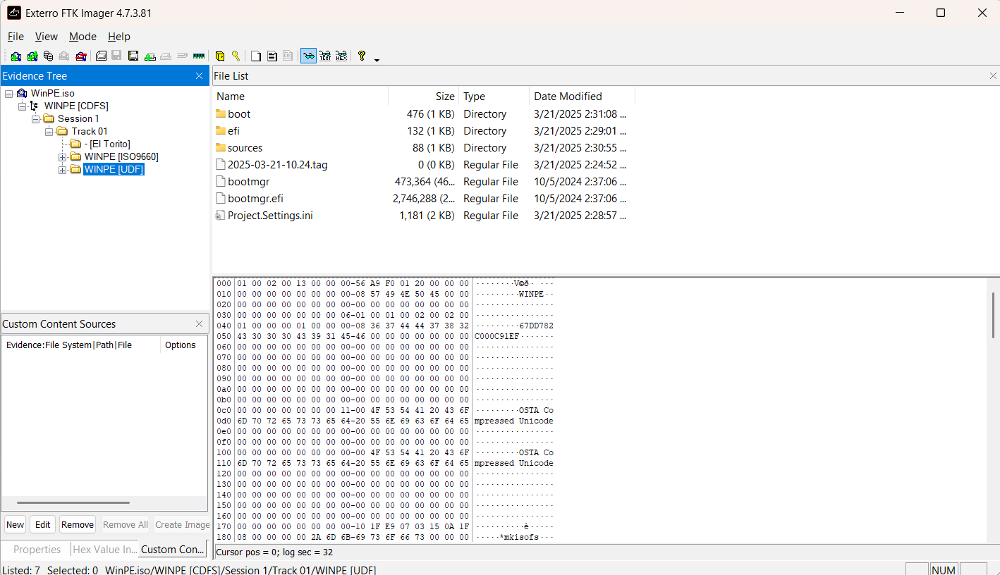 Exterro FTK Imager 4.7.3.81
File View Mode Help
Evidence Tree
WinPE.iso
WINPE [CDFS]
Session 1
Track 01
- [El Torito]
WINPE [ISO9660]
WINPE [UDF]
File List
Name Size Type Date Modified
boot 476 (1 KB) Directory 3/21/2025 2:31:08 ...
efi 132 (1 KB) Directory 3/21/2025 2:29:01 ...
sources 88 (1 KB) Directory 3/21/2025 2:30:55 ...
2025-03-21-10.24.tag 0 (0 KB) Regular File 3/21/2025 2:24:52 ...
bootmgr 473,364 (46... Regular File 10/5/2024 2:37:06 ...
bootmgr.efi 2,746,288 (2... Regular File 10/5/2024 2:37:06 ...
Project.Settings.ini 1,181 (2 KB) Regular File 3/21/2025 2:28:57 ...
000 01 00 02 00 13 00 00 00-56 A9 F0 01 20 00 00 00 ········V©ð· ···
010 00 00 00 00 00 00 00 00-08 57 49 4E 50 45 00 00 ·········WINPE··
020 00 00 00 00 00 00 00 00-00 00 00 00 00 00 00 00 ················
030 00 00 00 00 00 00 00 06-01 00 01 00 02 00 02 00 ················
040 01 00 00 00 01 00 00 00-08 36 37 44 44 37 38 32 ·········67DD782
050 43 30 30 30 43 39 31 45-46 00 00 00 00 00 00 00 C000C91EF·······
060 00 00 00 00 00 00 00 00-00 00 00 00 00 00 00 00 ················
070 00 00 00 00 00 00 00 00-00 00 00 00 00 00 00 00 ················
080 00 00 00 00 00 00 00 00-00 00 00 00 00 00 00 00 ················
090 00 00 00 00 00 00 00 00-00 00 00 00 00 00 00 00 ················
0a0 00 00 00 00 00 00 00 00-00 00 00 00 00 00 00 00 ················
0b0 00 00 00 00 00 00 00 00-00 00 00 00 00 00 00 00 ················
0c0 00 00 00 00 00 00 00 11-00 4F 53 54 41 20 43 6F ·········OSTA Co
0d0 6D 70 72 65 73 73 65 64-20 55 6E 69 63 6F 64 65 mpressed Unicode
0e0 00 00 00 00 00 00 00 00-00 00 00 00 00 00 00 00 ················
0f0 00 00 00 00 00 00 00 00-00 00 00 00 00 00 00 00 ················
100 00 00 00 00 00 00 00 00-00 4F 53 54 41 20 43 6F ·········OSTA Co
110 6D 70 72 65 73 73 65 64-20 55 6E 69 63 6F 64 65 mpressed Unicode
120 00 00 00 00 00 00 00 00-00 00 00 00 00 00 00 00 ················
130 00 00 00 00 00 00 00 00-00 00 00 00 00 00 00 00 ················
140 00 00 00 00 00 00 00 00-00 00 00 00 00 00 00 00 ················
150 00 00 00 00 00 00 00 00-00 00 00 00 00 00 00 00 ················
160 00 00 00 00 00 00 00 00-00 00 00 00 00 00 00 00 ················
170 00 00 00 00 00 00 00 00-10 1F E9 07 03 15 0A 1F ··········é·····
180 08 00 00 00 00 2A 6D 6B-69 73 6F 66 73 00 00 00 ·····*mkisofs···
Cursor pos = 0; log sec = 32
Custom Content Sources
Evidence:File System|Path|File Options
New Edit Remove Remove All Create Image
Properties Hex Value In... Custom Con...
Listed: 7 Selected: 0 WinPE.iso/WINPE [CDFS]/Session 1/Track 01/WINPE [UDF] NUM